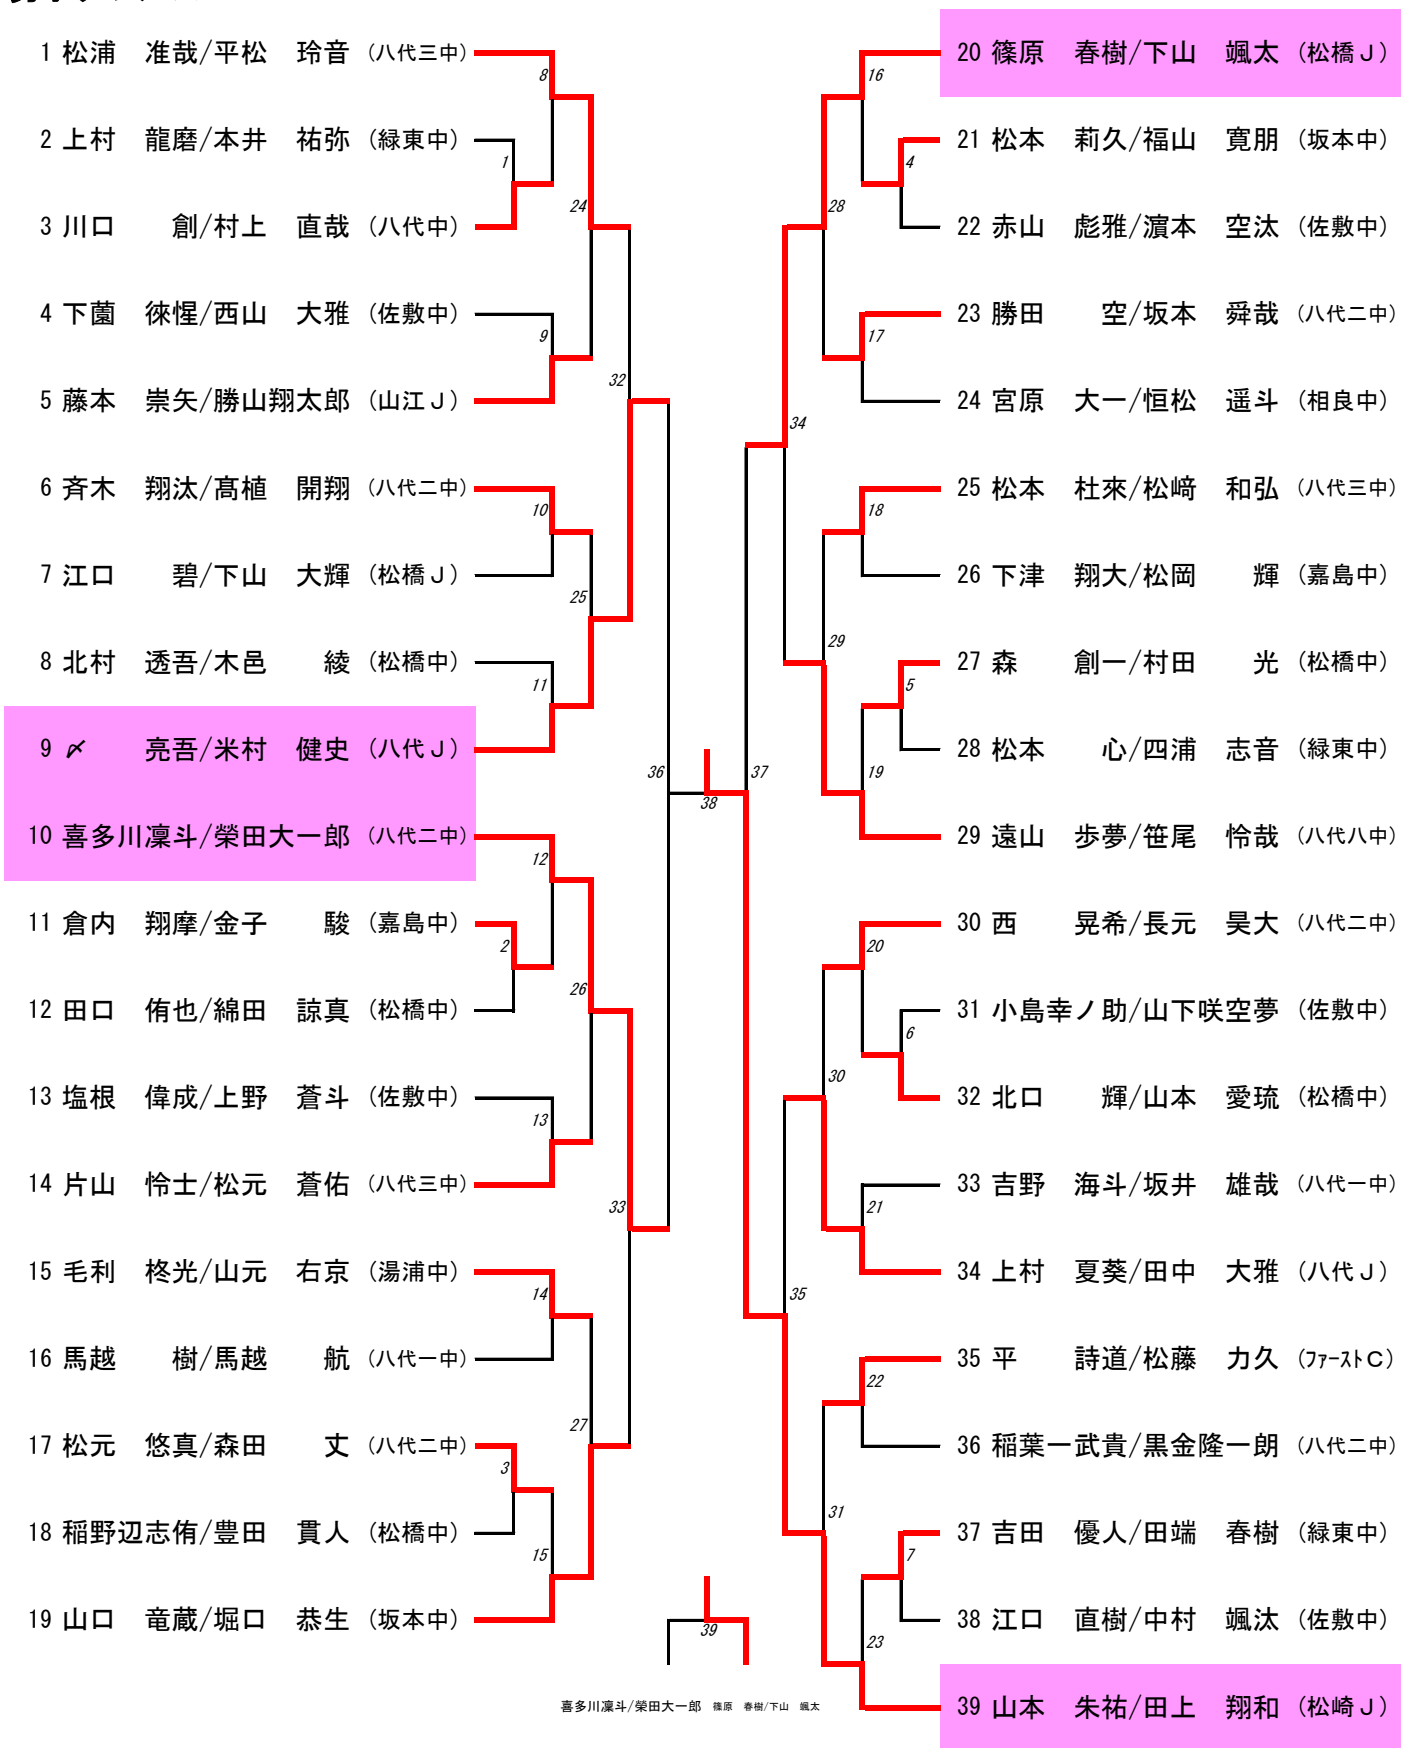 1 松浦　准哉/平松　玲音 (八代三中)
2 上村　龍磨/本井　祐弥 (緑東中)
3 川口　　創/村上　直哉 (八代中)
4 下薗　徠惺/西山　大雅 (佐敷中)
5 藤本　崇矢/勝山翔太郎 (山江Ｊ)
6 斉木　翔汰/髙植　開翔 (八代二中)
7 江口　　碧/下山　大輝 (松橋Ｊ)
8 北村　透吾/木邑　　綾 (松橋中)
9 〆　　亮吾/米村　健史 (八代Ｊ)
10 喜多川凜斗/榮田大一郎 (八代二中)
11 倉内　翔摩/金子　　駿 (嘉島中)
12 田口　侑也/綿田　諒真 (松橋中)
13 塩根　偉成/上野　蒼斗 (佐敷中)
14 片山　怜士/松元　蒼佑 (八代三中)
15 毛利　柊光/山元　右京 (湯浦中)
16 馬越　　樹/馬越　　航 (八代一中)
17 松元　悠真/森田　　丈 (八代二中)
18 稲野辺志侑/豊田　貫人 (松橋中)
19 山口　竜蔵/堀口　恭生 (坂本中)
8
1
24
9
32
10
25
11
36
12
2
26
13
33
14
27
3
15
38
39
37
16
4
28
17
34
18
29
5
19
20
6
30
21
35
22
31
7
23
20 篠原　春樹/下山　颯太 (松橋Ｊ)
21 松本　莉久/福山　寛朋 (坂本中)
22 赤山　彪雅/濵本　空汰 (佐敷中)
23 勝田　　空/坂本　舜哉 (八代二中)
24 宮原　大一/恒松　遥斗 (相良中)
25 松本　杜來/松﨑　和弘 (八代三中)
26 下津　翔大/松岡　　輝 (嘉島中)
27 森　　創一/村田　　光 (松橋中)
28 松本　　心/四浦　志音 (緑東中)
29 遠山　歩夢/笹尾　怜哉 (八代八中)
30 西　　晃希/長元　昊大 (八代二中)
31 小島幸ノ助/山下咲空夢 (佐敷中)
32 北口　　輝/山本　愛琉 (松橋中)
33 吉野　海斗/坂井　雄哉 (八代一中)
34 上村　夏葵/田中　大雅 (八代Ｊ)
35 平　　詩道/松藤　力久 (ﾌｧｰｽﾄＣ)
36 稲葉一武貴/黒金隆一朗 (八代二中)
37 吉田　優人/田端　春樹 (緑東中)
38 江口　直樹/中村　颯汰 (佐敷中)
39 山本　朱祐/田上　翔和 (松崎Ｊ)
喜多川凜斗/榮田大一郎　篠原　春樹/下山　颯太